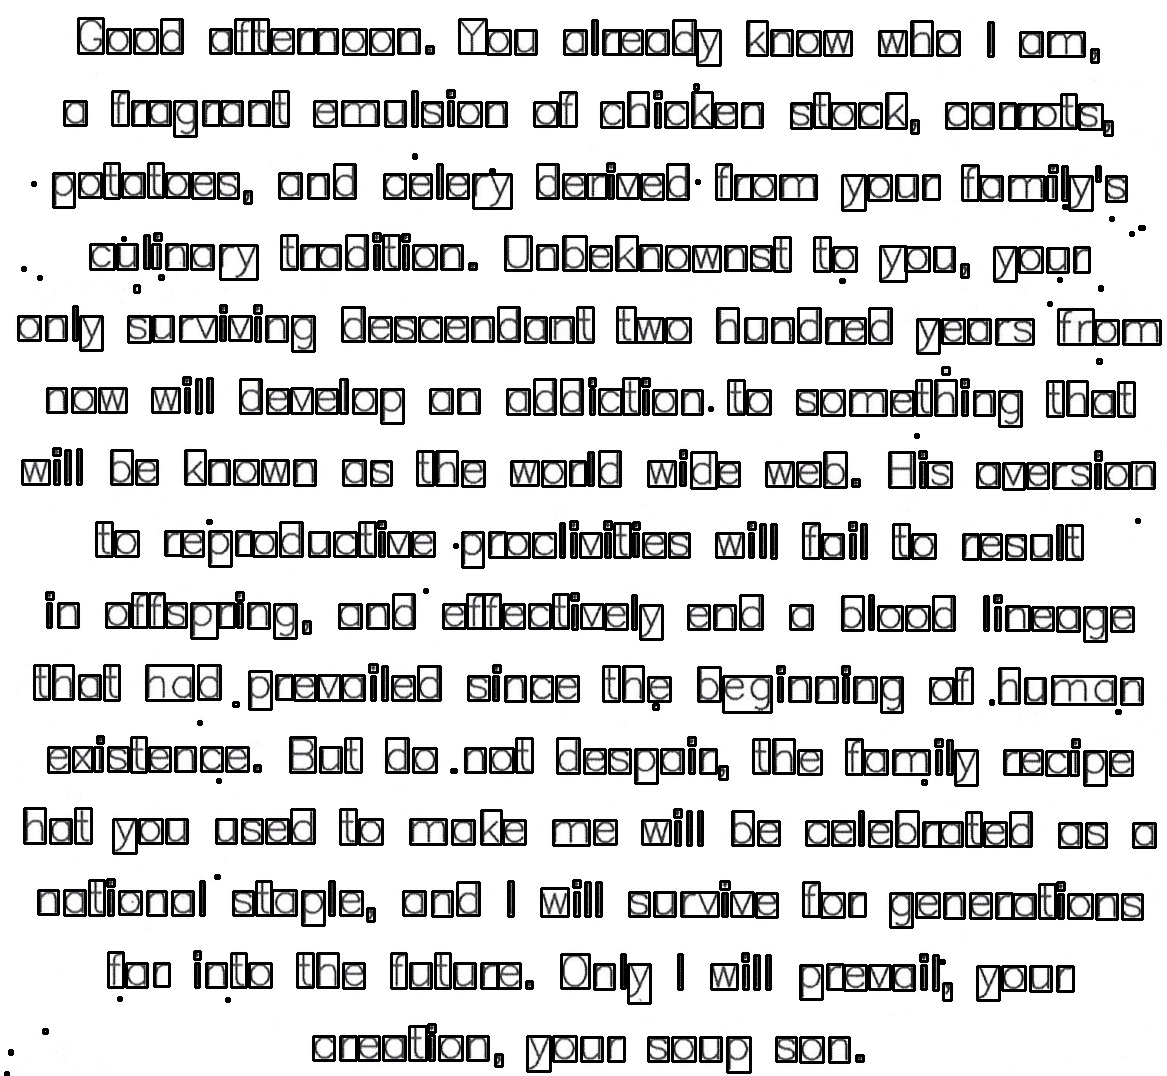 Good afternoon. You already know who I am,
a fragrant emulsion of chicken stock, carrots,
potatoes, and celery derived from your family's
culinary tradition. Unbeknownst to you, your
only surviving descendant two hundred years from
now will develop an addiction to something that
will be known as the world wide web. His aversion
to reproductive proclivities will fail to result
in offspring, and effectively end a blood lineage
that had prevailed since the beginning of human
existence. But do not despair, the family recipe
hat you used to make me will be celebrated as a
national staple, and I will survive for generations
far into the future. Only I will prevail, your
creation, your soup son.